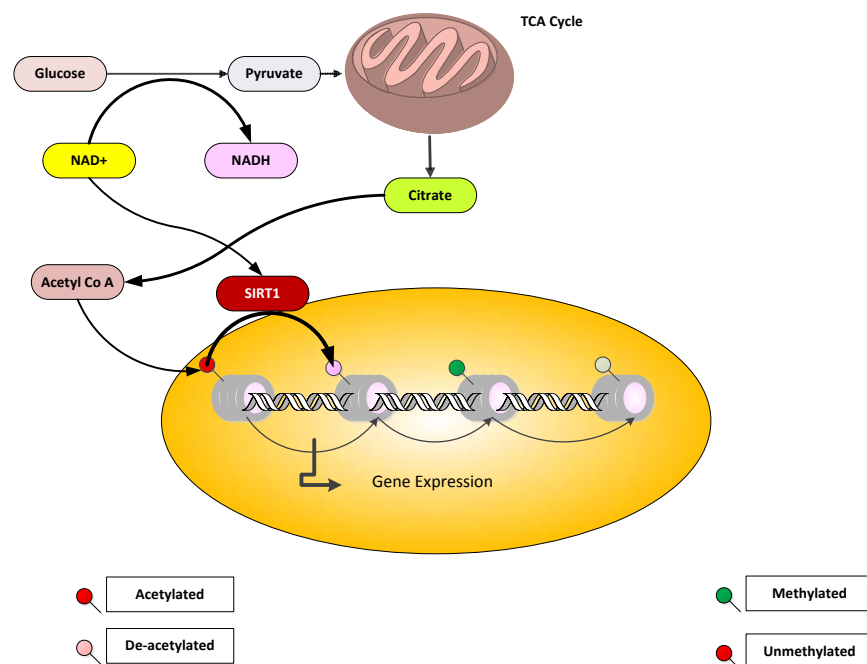 TCA Cycle
Glucose
Pyruvate
NAD+
NADH
Citrate
Acetyl Co A
SIRT1
Gene Expression
Acetylated
Methylated
De-acetylated
Unmethylated